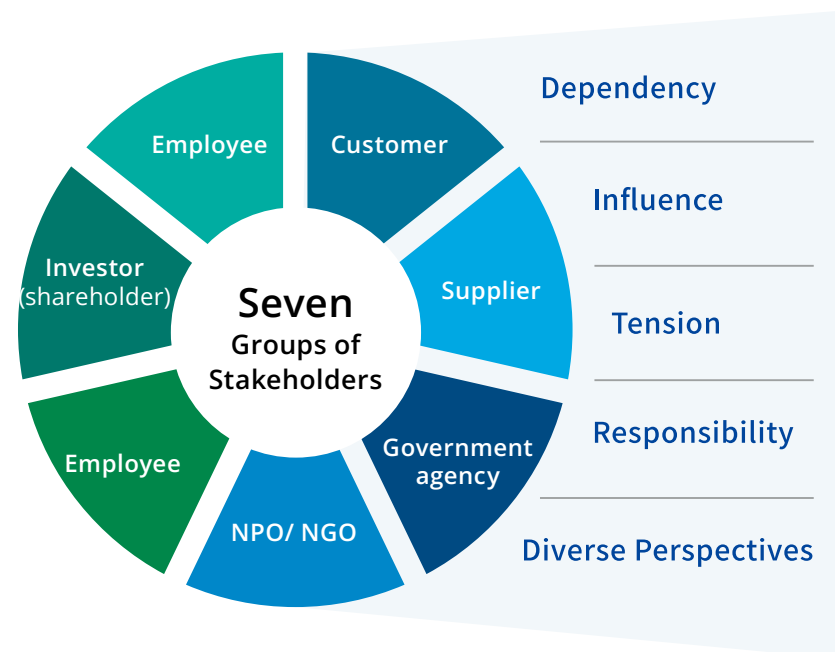 Employee
Customer
Investor
(shareholder)
Supplier
Seven
Groups of
Stakeholders
Employee
Government
agency
NPO/ NGO
Dependency
Influence
Tension
Responsibility
Diverse Perspectives